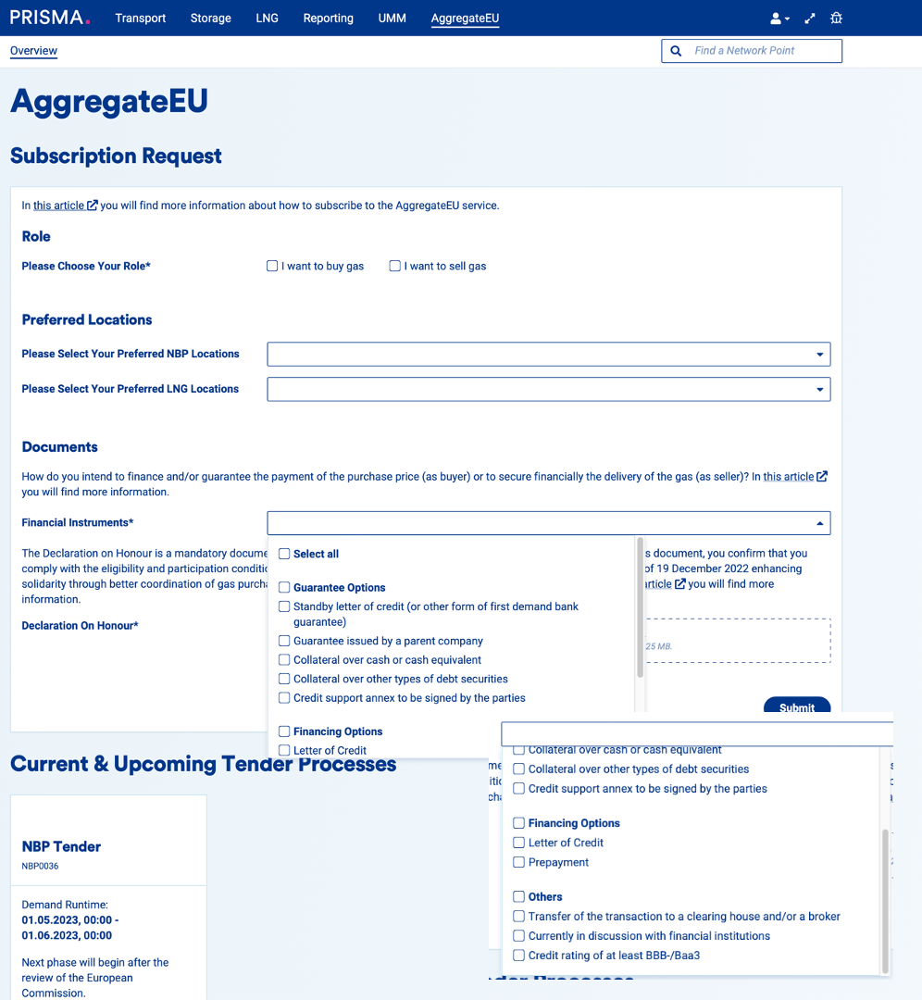 PRISMA.
Transport
Storage
LNG
Reporting
UMM
AggregateEU
Overview
Find a Network Point
AggregateEU
Subscription Request
In this article you will find more information about how to subscribe to the AggregateEU service.
Role
Please Choose Your Role*
I want to buy gas
I want to sell gas
Preferred Locations
Please Select Your Preferred NBP Locations
Please Select Your Preferred LNG Locations
Documents
How do you intend to finance and/or guarantee the payment of the purchase price (as buyer) or to secure financially the delivery of the gas (as seller)? In this article
you will find more information.
Financial Instruments*
The Declaration on Honour is a mandatory
comply with the eligibility and participation
solidarity through better coordination of gas
information.
document, you confirm that you
of 19 December 2022 enhancing
you will find more
Declaration On Honour*
25 MB.
Select all
Guarantee Options
Standby letter of credit (or other form of first demand bank
guarantee)
Guarantee issued by a parent company
Collateral over cash or cash equivalent
Collateral over other types of debt securities
Credit support annex to be signed by the parties
Financing Options
Letter of Credit
Submit
Current & Upcoming Tender Processes
NBP Tender
NBP0036
Demand Runtime:
01.05.2023, 00:00 -
01.06.2023, 00:00
Next phase will begin after the
review of the European
Commission.
Collateral over cash or cash equivalent
Collateral over other types of debt securities
Credit support annex to be signed by the parties
Financing Options
Letter of Credit
Prepayment
Others
Transfer of the transaction to a clearing house and/or a broker
Currently in discussion with financial institutions
Credit rating of at least BBB-/Baa3